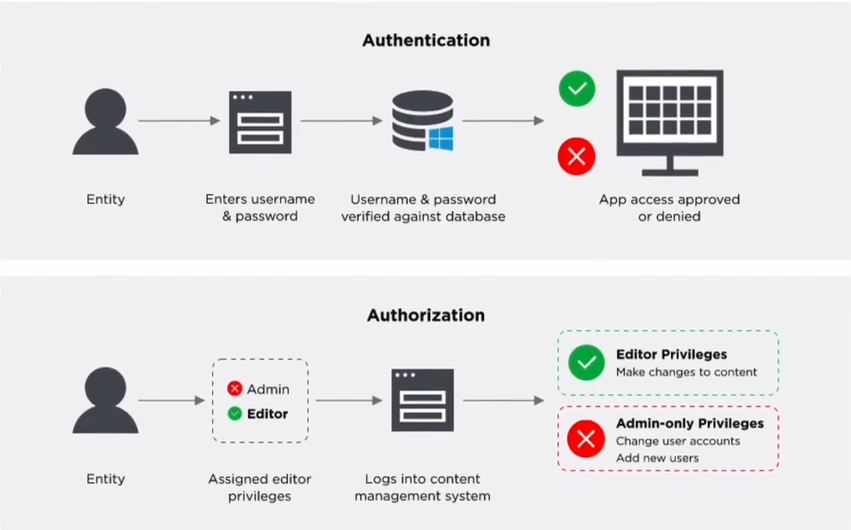 Authentication
Entity
Enters username
& password
Username & password
verified against database
App access approved
or denied
Authorization
Admin
Editor
Editor Privileges
Make changes to content
Admin-only Privileges
Change user accounts
Add new users
Entity
Assigned editor
privileges
Logs into content
management system